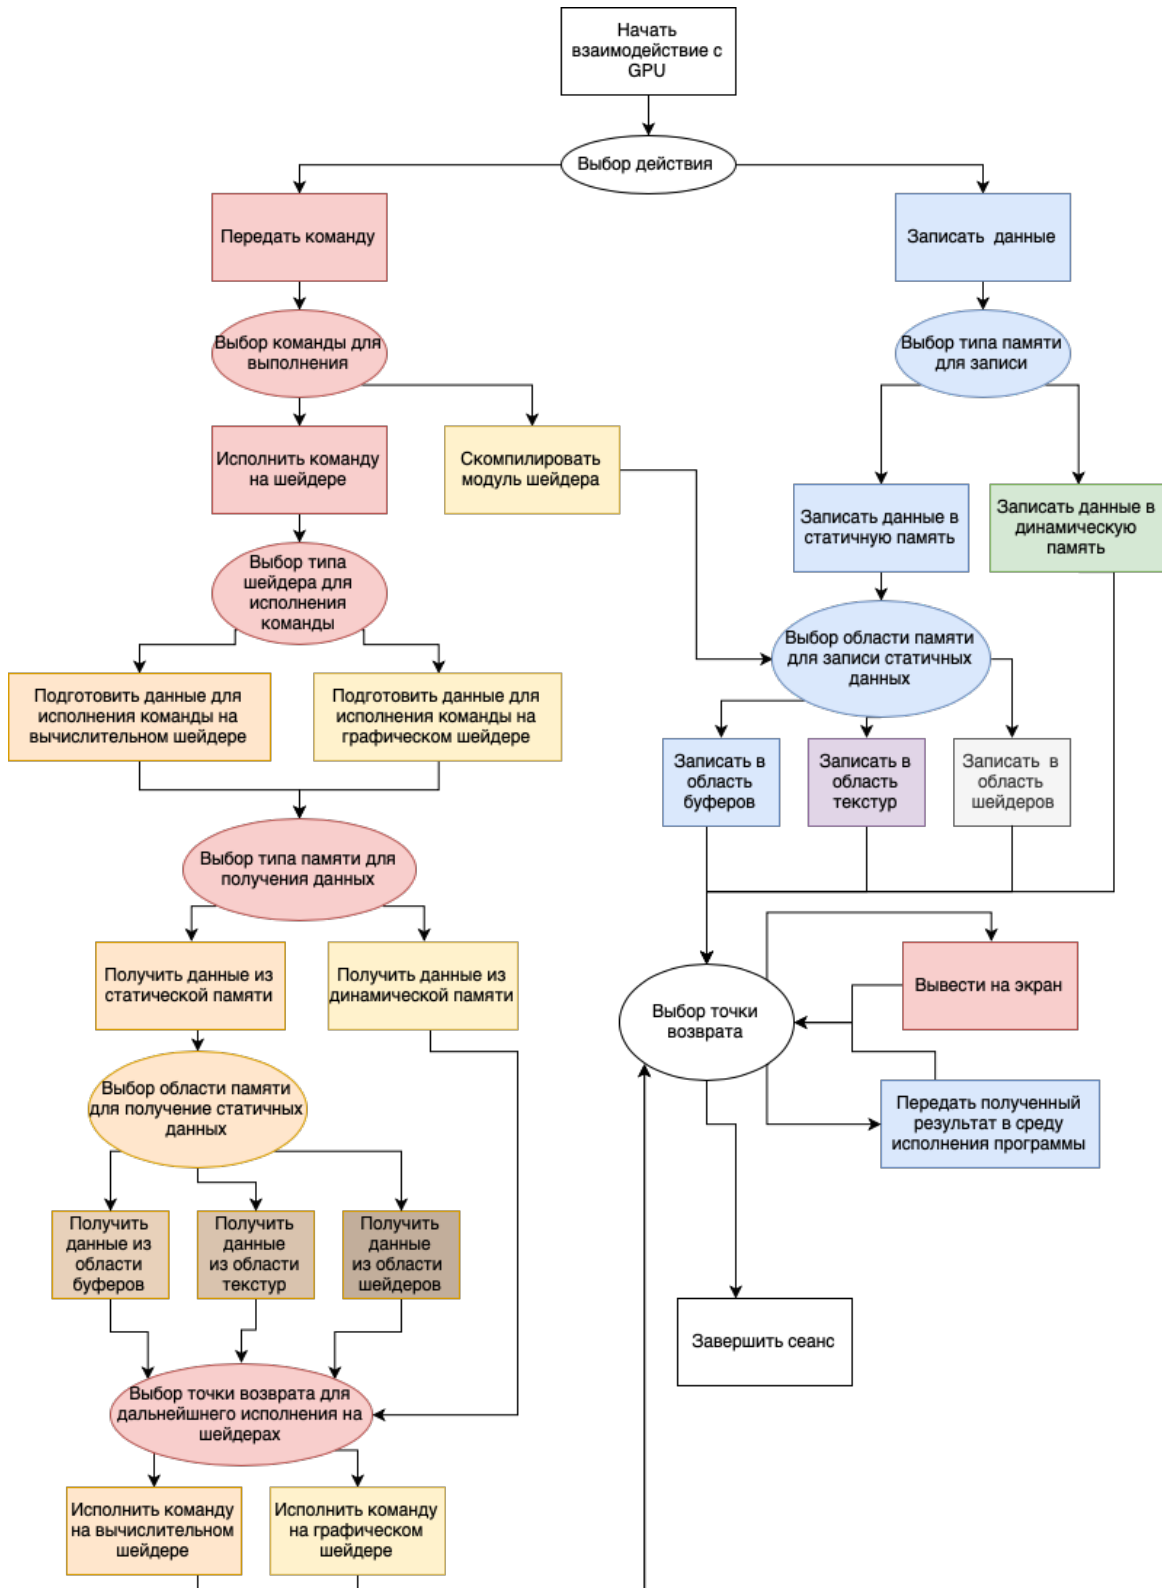 Начать
взаимодействие с
GPU
Выбор действия
Передать команду
Записать данные
Выбор команды для
выполнения
Выбор типа памяти
для записи
Исполнить команду
на шейдере
Скомпилировать
модуль шейдера
Записать данные в
статичную память
Записать данные в
динамическую
память
Выбор типа
шейдера для
исполнения
команды
Выбор области памяти
для записи статичных
данных
Подготовить данные для
исполнения команды на
вычислительном шейдере
Подготовить данные для
исполнения команды на
графическом шейдере
Записать в
область
буферов
Записать в
область
текстур
Записать в
область
шейдеров
Выбор типа памяти для
получения данных
Получить данные из
статической памяти
Получить данные из
динамической памяти
Выбор точки
возврата
Вывести на экран
Выбор области памяти
для получение статичных
данных
Передать полученный
результат в среду
исполнения программы
Получить
данные из
области
буферов
Получить
данные
из области
текстур
Получить
данные
из области
шейдеров
Завершить сеанс
Выбор точки возврата для
дальнейшнего исполнения на
шейдерах
Исполнить команду
на вычислительном
шейдере
Исполнить команду
на графическом
шейдере